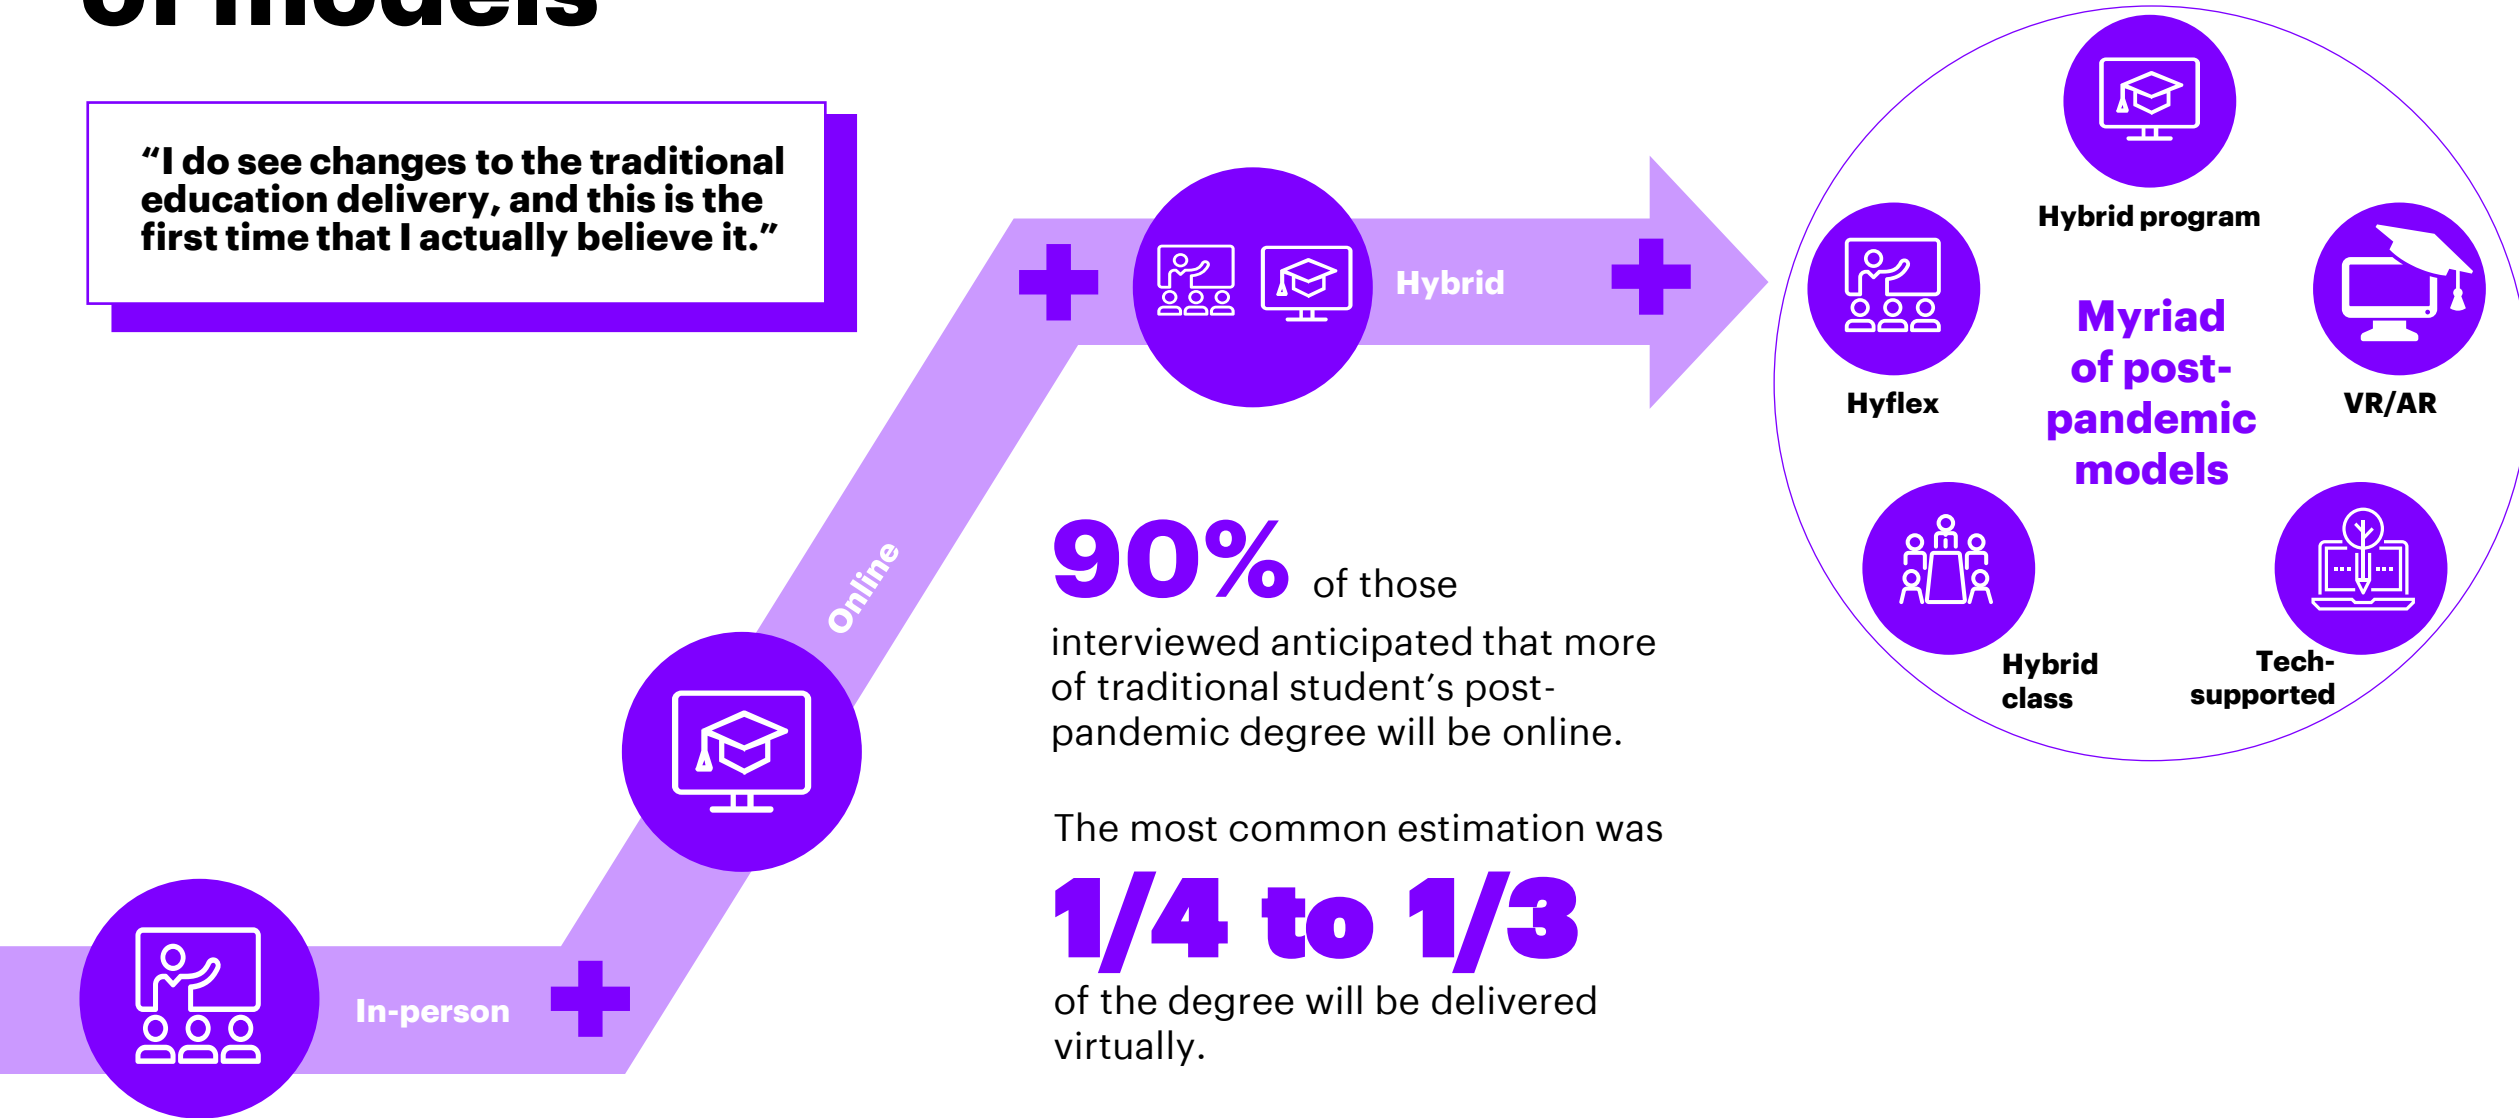 of models
“I do see changes to the traditional
education delivery, and this is the
first time that I actually believe it.”
In-person
Online
Hybrid
90% of those
interviewed anticipated that more
of traditional student’s post-
pandemic degree will be online.
The most common estimation was
1/4 to 1/3
of the degree will be delivered
virtually.
Hybrid program
Hyflex
VR/AR
Myriad
of post-
pandemic
models
Hybrid
class
Tech-
supported